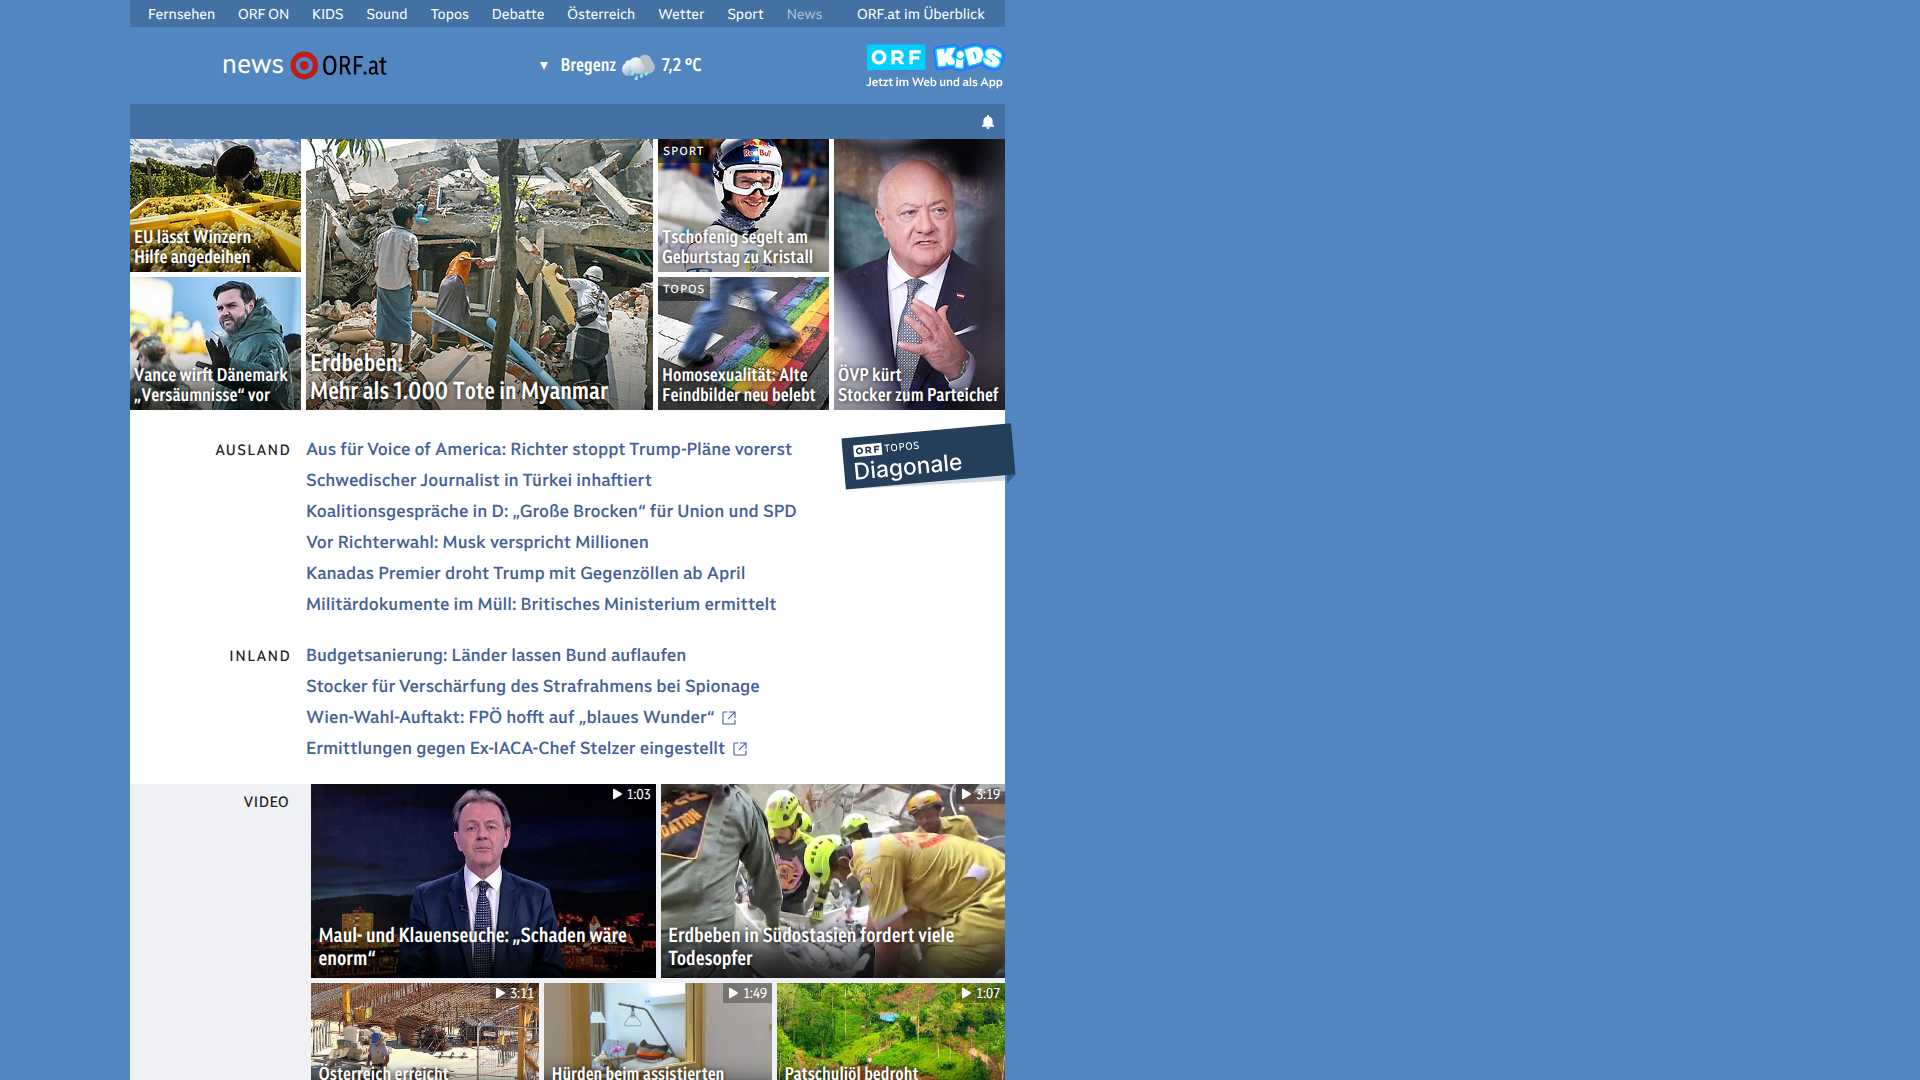 Fernsehen ORF ON KIDS Sound Topos Debatte Österreich Wetter Sport News ORF.at im Überblick
news ORF.at
Bregenz 7,2 °C
ORF KiDS
Jetzt im Web und als App
EU lässt Winzern
Hilfe angedeihen
Vance wirft Dänemark
„Versäumnisse“ vor
Erdbeben:
Mehr als 1.000 Tote in Myanmar
SPORT
Red Bull
Tschofenig segelt am
Geburtstag zu Kristall
TOPOS
Homosexualität: Alte
Feindbilder neu belebt
ÖVP kürt
Stocker zum Parteichef
AUSLAND
Aus für Voice of America: Richter stoppt Trump-Pläne vorerst
Schwedischer Journalist in Türkei inhaftiert
Koalitionsgespräche in D: „Große Brocken“ für Union und SPD
Vor Richterwahl: Musk verspricht Millionen
Kanadas Premier droht Trump mit Gegenzöllen ab April
Militärdokumente im Müll: Britisches Ministerium ermittelt
ORF TOPOS
Diagonale
INLAND
Budgetsanierung: Länder lassen Bund auflaufen
Stocker für Verschärfung des Strafrahmens bei Spionage
Wien-Wahl-Auftakt: FPÖ hofft auf „blaues Wunder“
Ermittlungen gegen Ex-IACA-Chef Stelzer eingestellt
VIDEO
1:03
Maul- und Klauenseuche: „Schaden wäre
enorm“
3:19
Erdbeben in Südostasien fordert viele
Todesopfer
3:11
Österreich erreicht
1:49
Hürden beim assistierten
1:07
Patschuliöl bedroht